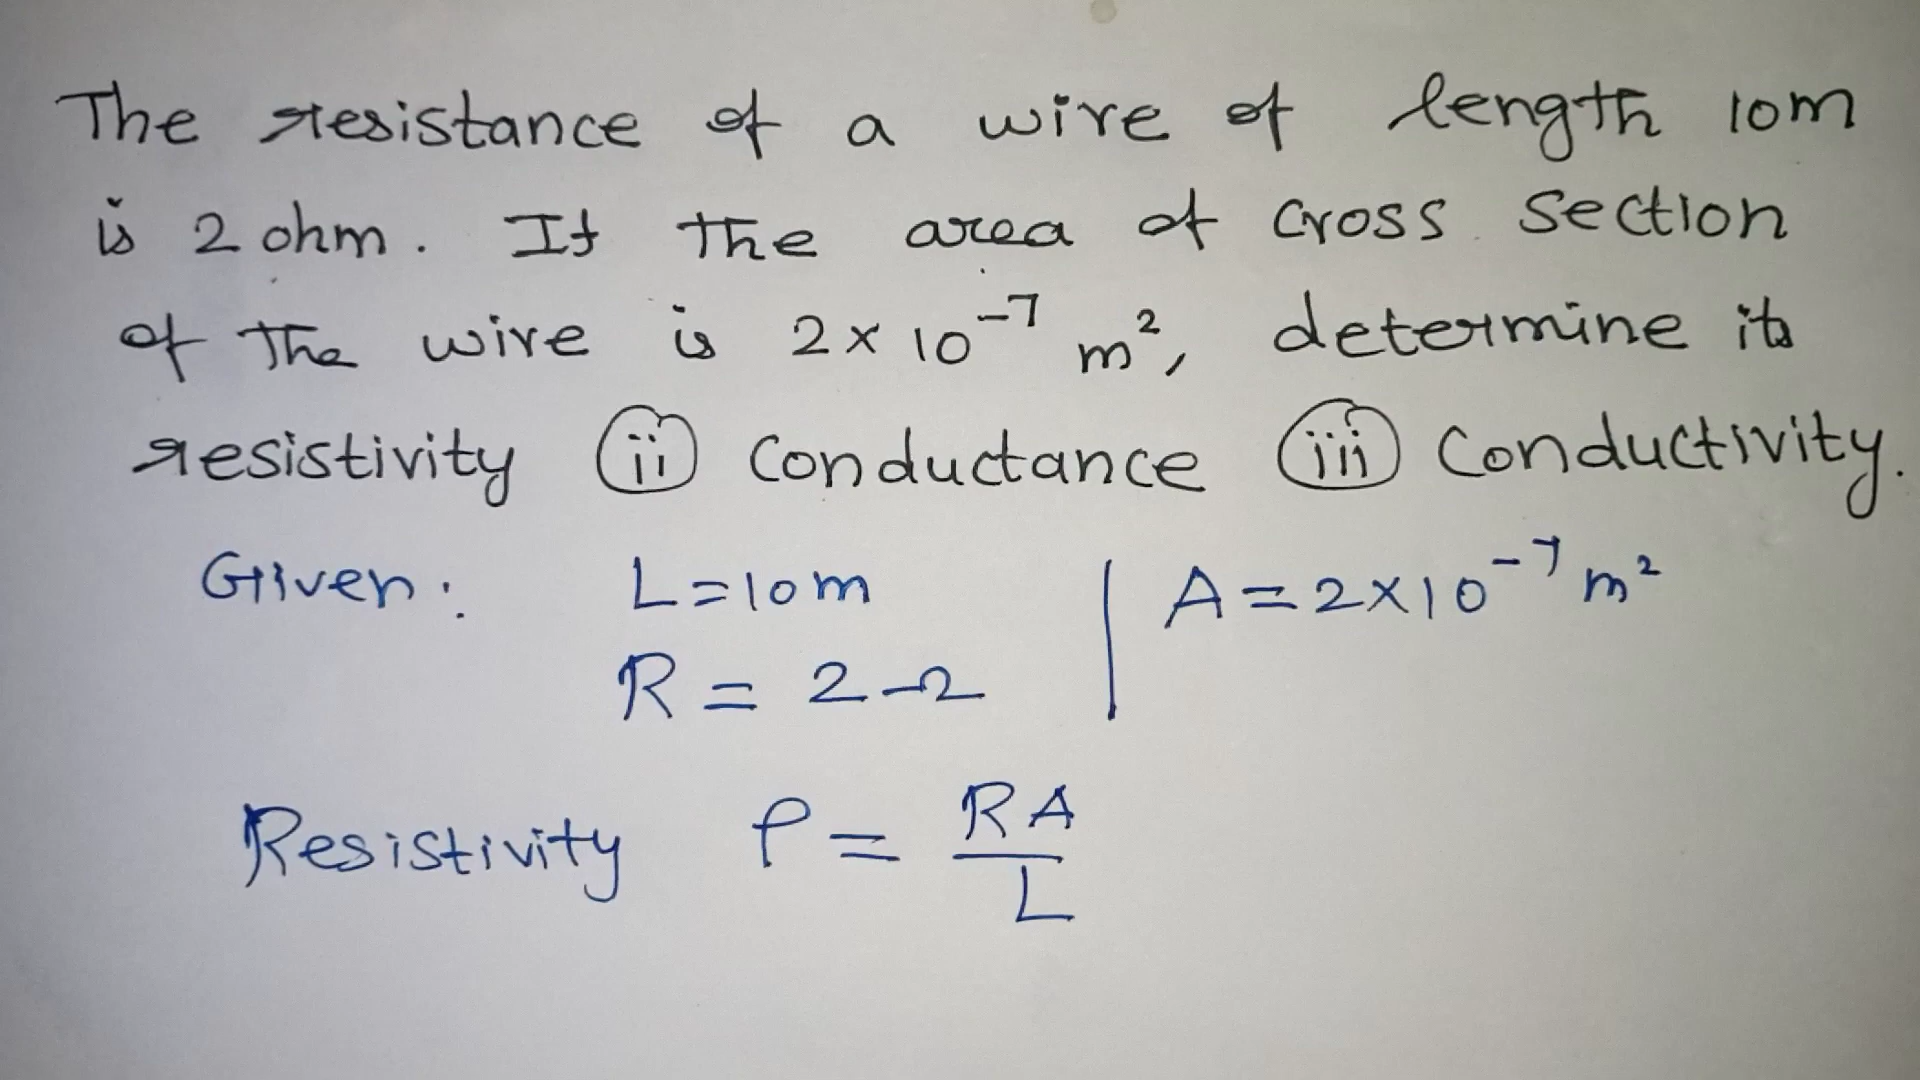 The resistance of a wire of length 10m
is 2 ohm. If the area of cross section
of the wire is 2 x 10⁻⁷ m², determine its
resistivity (ii) conductance (iii) conductivity.
Given: L = 10 m | A = 2×10⁻⁷ m²
R = 2 Ω
Resistivity ρ = RA / L